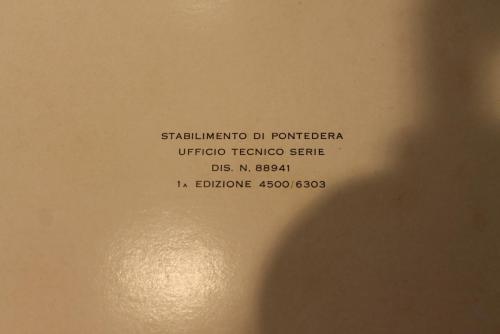 STABILIMENTO DI PONTEDERA
UFFICIO TECNICO SERIE
DIS. N. 88941
1A EDIZIONE 4500/6303